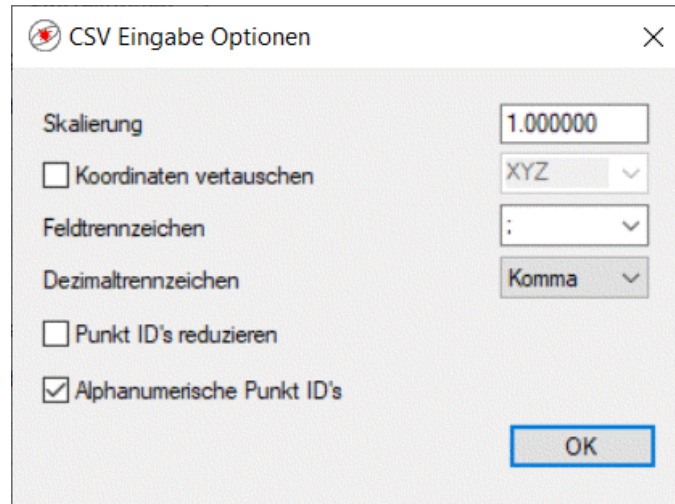 CSV Eingabe Optionen
Skalierung 1.000000
Koordinaten vertauschen XYZ
Feldtrennzeichen ;
Dezimaltrennzeichen Komma
Punkt ID's reduzieren
Alphanumerische Punkt ID's
OK